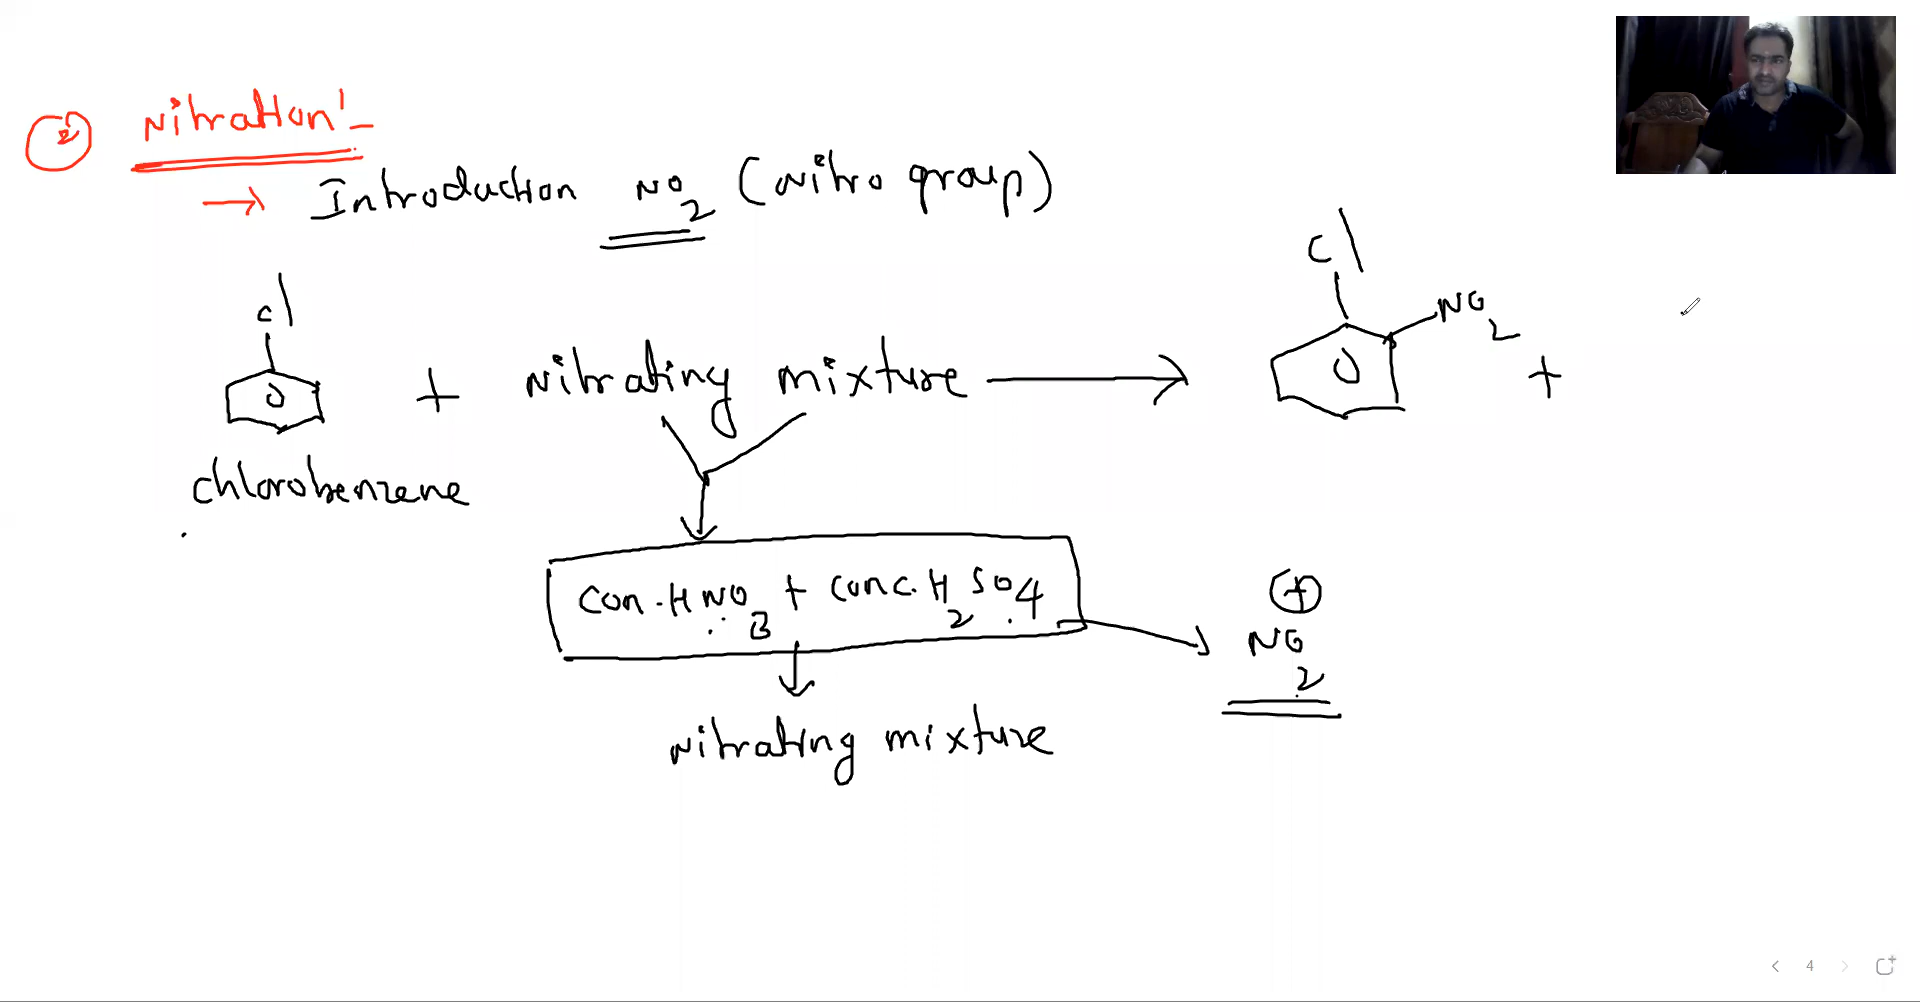 2 Nitration:-
→ Introduction NO2 (Nitro group)
Cl
Cl
NO2
+ Nitrating mixture → +
chlorobenzene
Con.HNO3 + Conc.H2SO4
⊕
NO2
Nitrating mixture
4